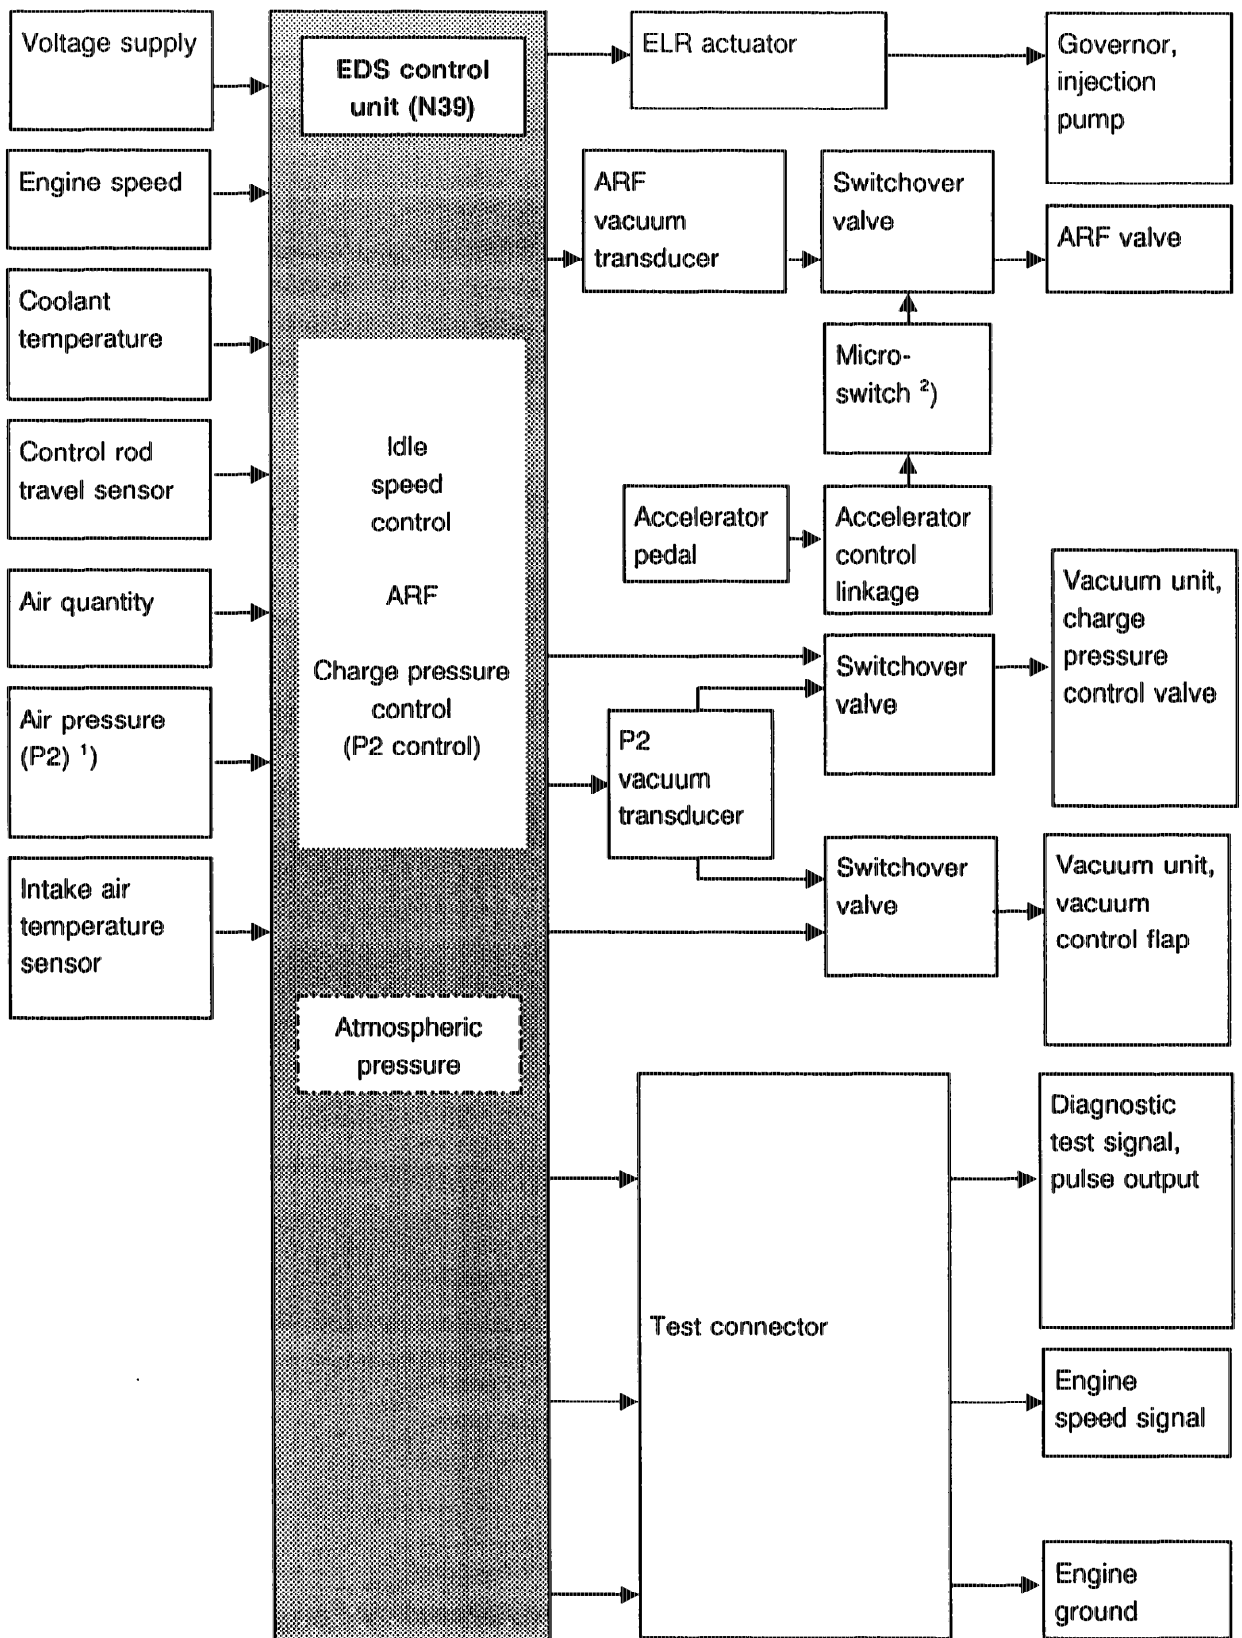 Voltage supply
Engine speed
Coolant
temperature
Control rod
travel sensor
Air quantity
Air pressure
(P2) ¹)
Intake air
temperature
sensor
EDS control
unit (N39)
Idle
speed
control
ARF
Charge pressure
control
(P2 control)
Atmospheric
pressure
ELR actuator
Governor,
injection
pump
ARF
vacuum
transducer
Switchover
valve
ARF valve
Micro-
switch ²)
Accelerator
pedal
Accelerator
control
linkage
Switchover
valve
Vacuum unit,
charge
pressure
control valve
P2
vacuum
transducer
Switchover
valve
Vacuum unit,
vacuum
control flap
Test connector
Diagnostic
test signal,
pulse output
Engine
speed signal
Engine
ground